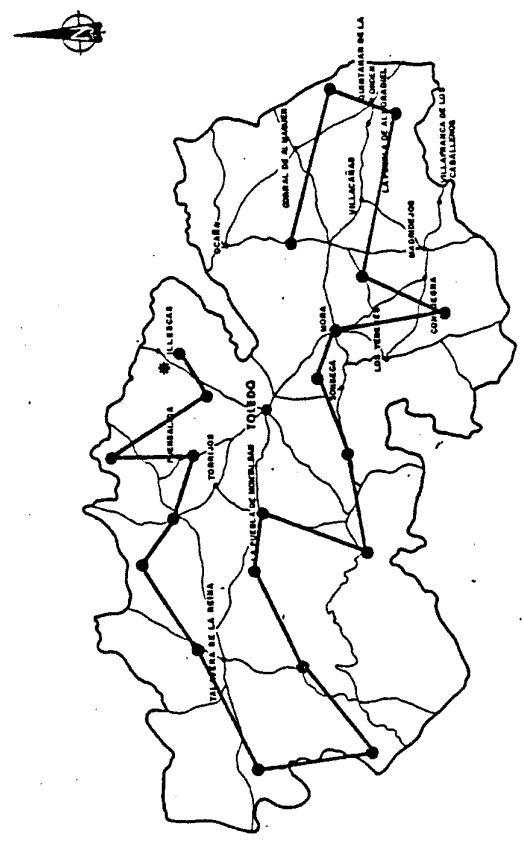 N
QUINTANAR DE LA
ORDEN
LA PUEBLA DE ALMORADIEL
VILLAFRANCA DE LOS
CABALLEROS
CORRAL DE ALMAGUER
VILLACAÑAS
OCAÑA
MADRIDEJOS
CONSUEGRA
MORA
LOS YEBENES
SONSECA
ILLESCAS
TOLEDO
FUENSALIDA
TORRIJOS
LA PUEBLA DE MONTALBAN
TALAVERA DE LA REINA